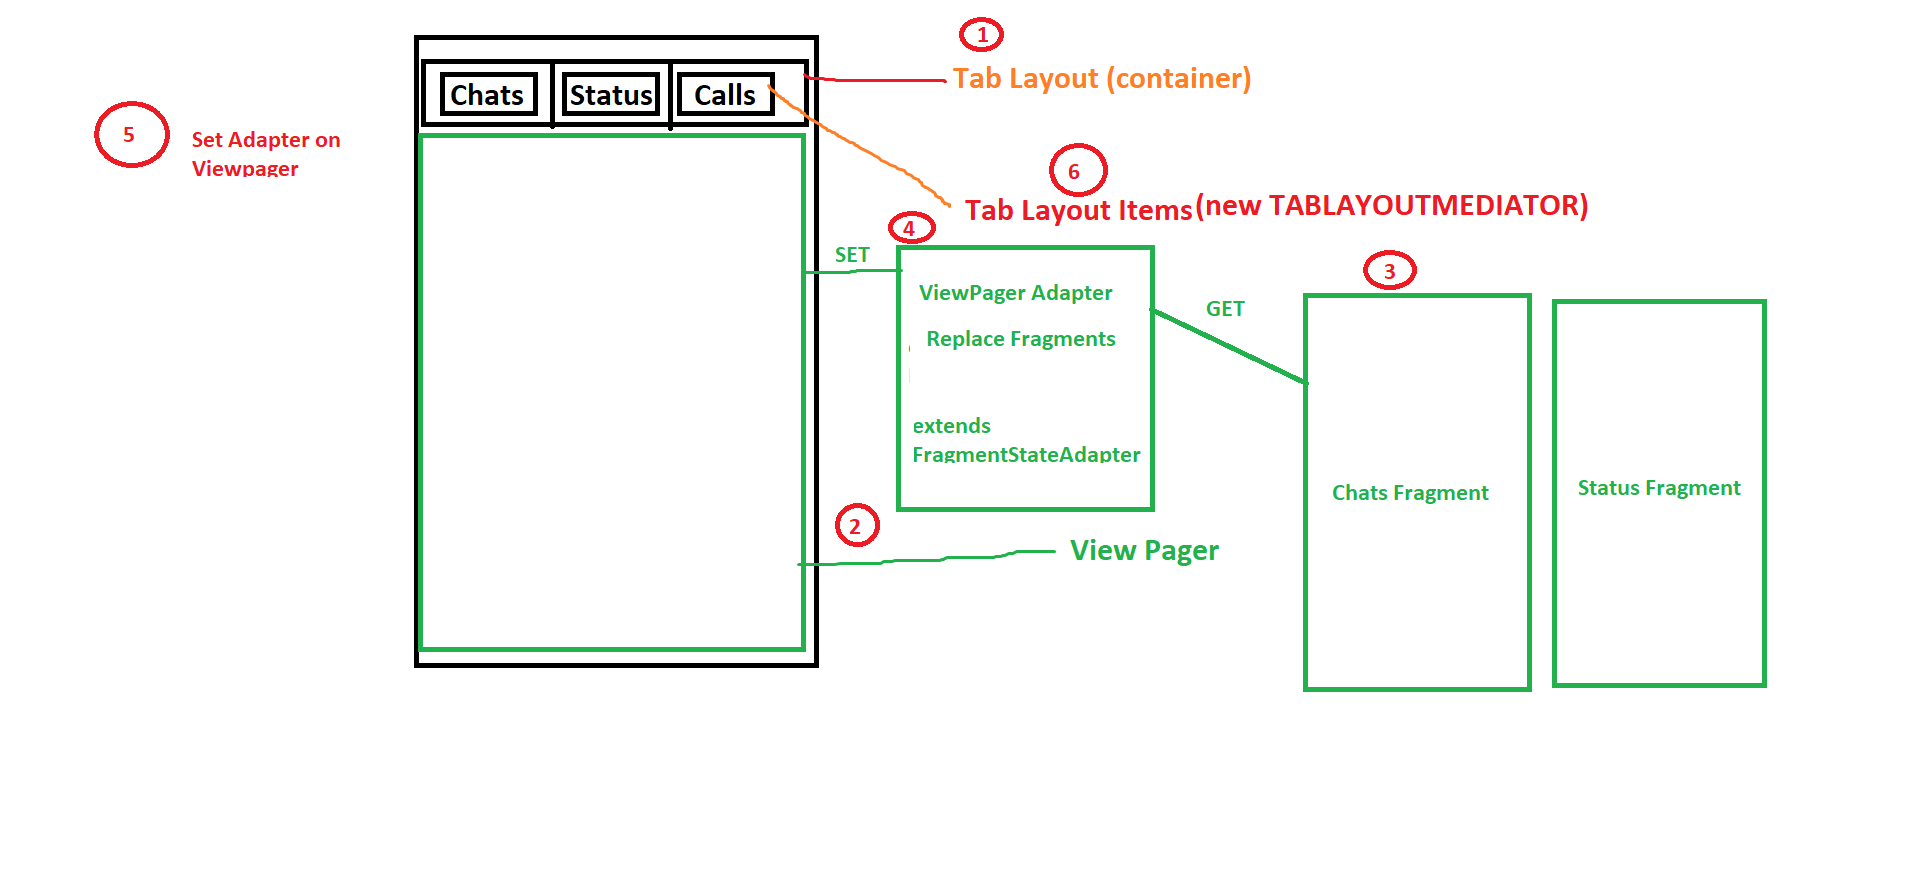 1
Tab Layout (container)
Chats
Status
Calls
5
Set Adapter on
Viewpager
6
Tab Layout Items(new TABLAYOUTMEDIATOR)
4
SET
ViewPager Adapter
Replace Fragments
extends
FragmentStateAdapter
GET
3
Chats Fragment
Status Fragment
2
View Pager